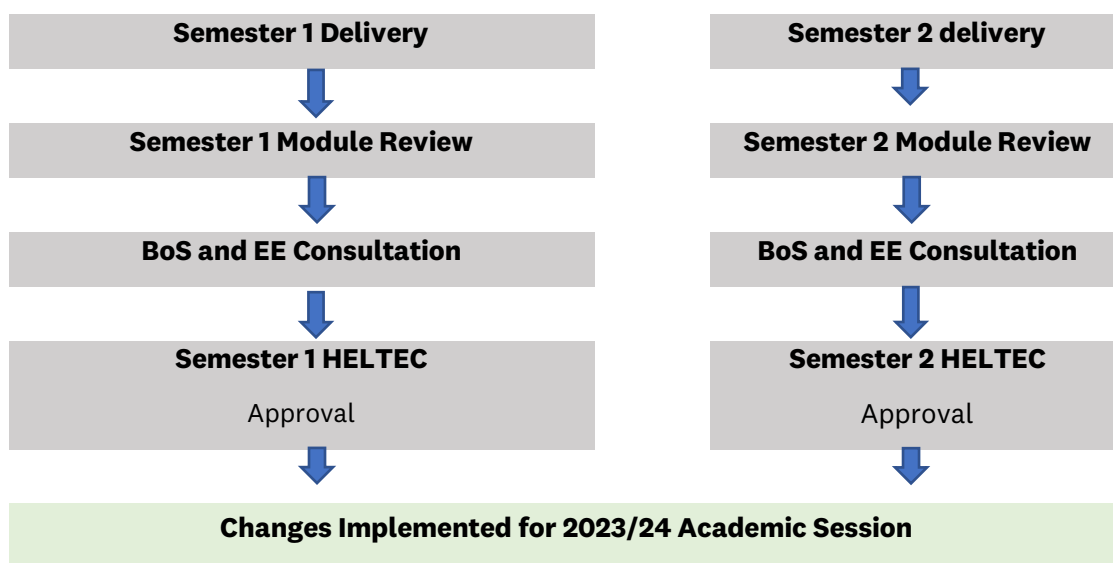 Semester 1 Delivery
Semester 2 delivery
Semester 1 Module Review
Semester 2 Module Review
BoS and EE Consultation
BoS and EE Consultation
Semester 1 HELTEC
Approval
Semester 2 HELTEC
Approval
Changes Implemented for 2023/24 Academic Session